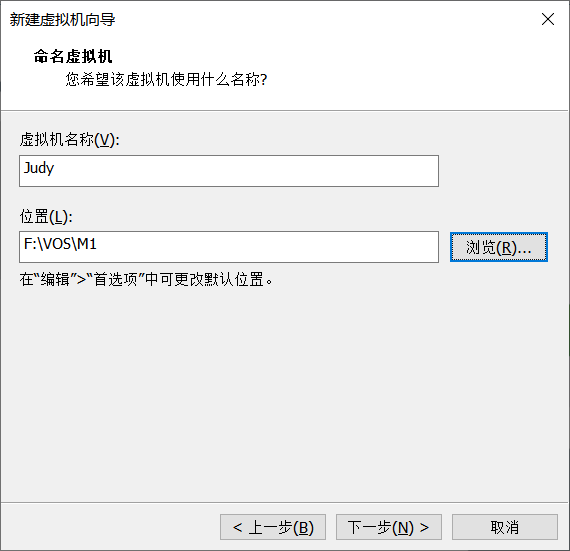 新建虚拟机向导
命名虚拟机
您希望该虚拟机使用什么名称?
虚拟机名称(V):
Judy
位置(L):
F:\VOS\M1
浏览(R)...
在“编辑”>“首选项”中可更改默认位置。
< 上一步(B)
下一步(N) >
取消